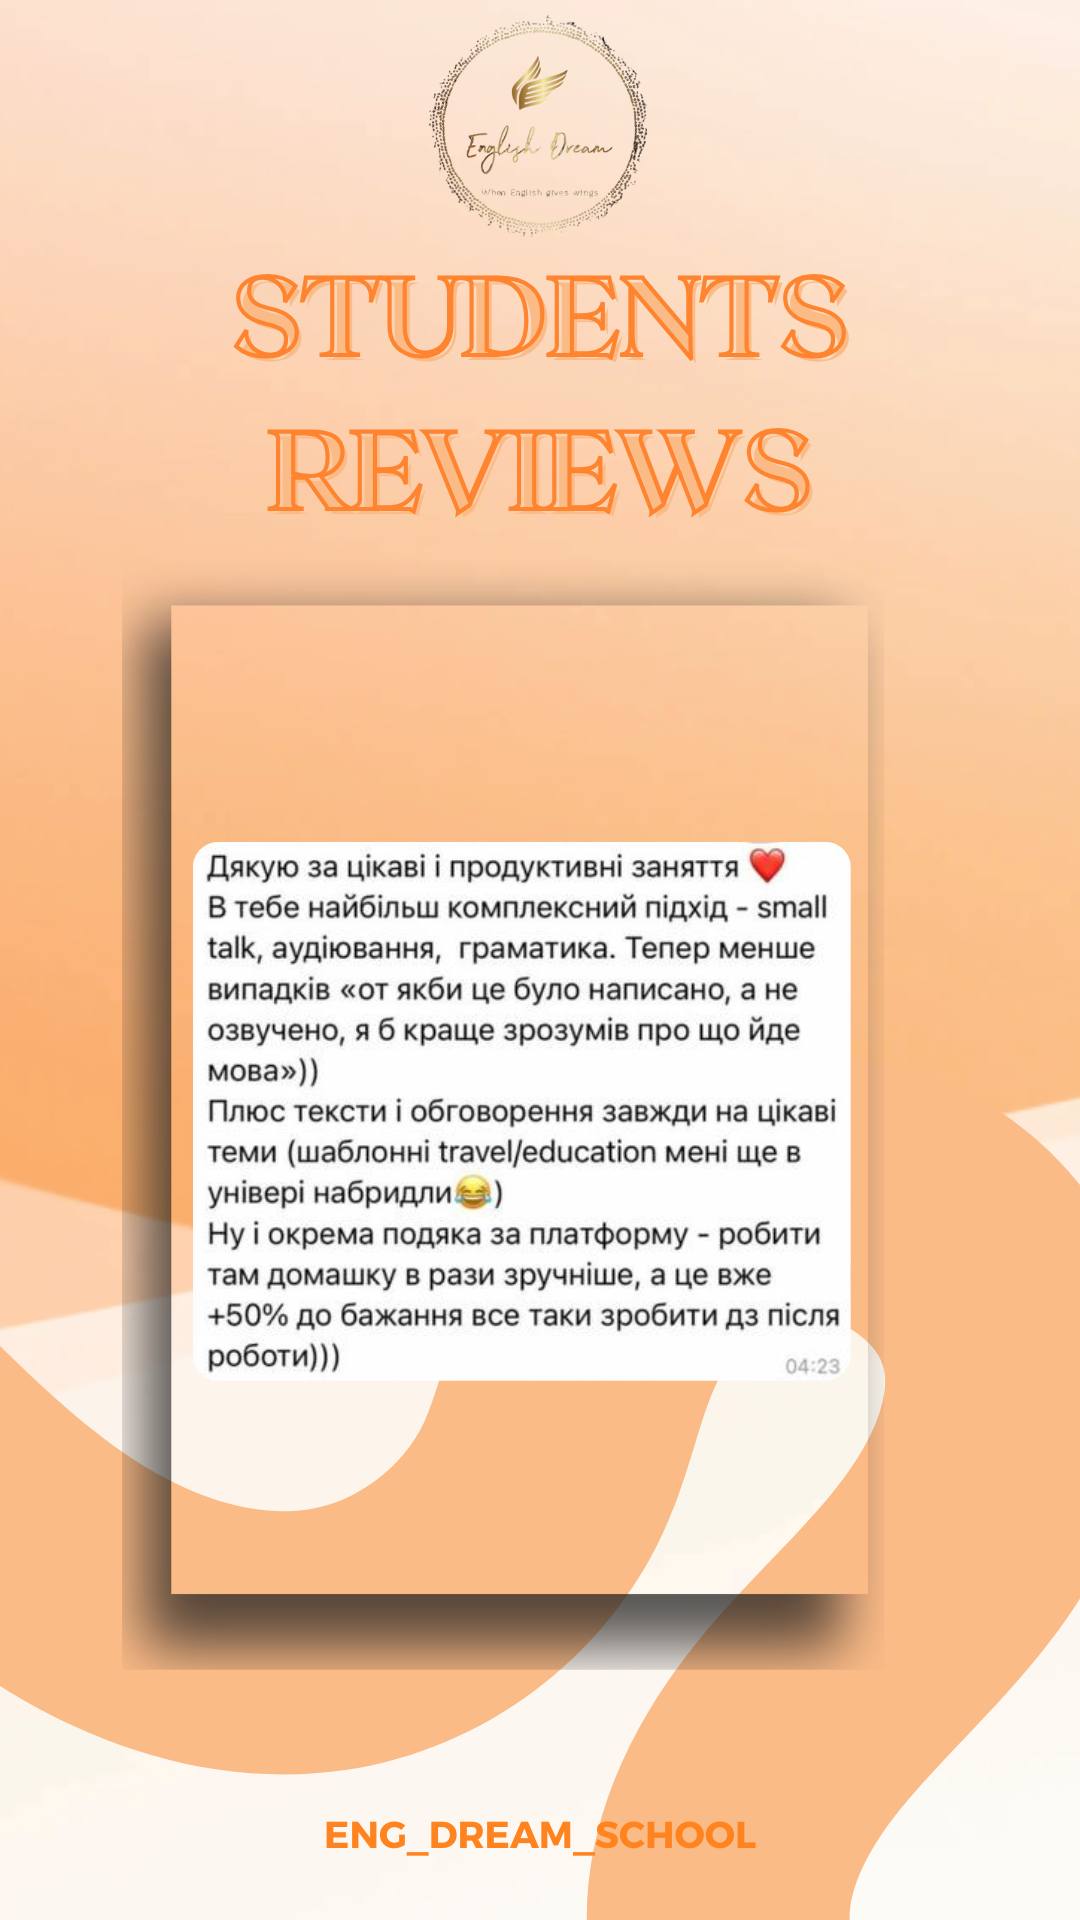 English Dream
When English gives wings
STUDENTS
REVIEWS
Дякую за цікаві і продуктивні заняття ❤️
В тебе найбільш комплексний підхід - small
talk, аудіювання,  граматика. Тепер менше
випадків «от якби це було написано, а не
озвучено, я б краще зрозумів про що йде
мова»))
Плюс тексти і обговорення завжди на цікаві
теми (шаблонні travel/education мені ще в
універі набридли😂)
Ну і окрема подяка за платформу - робити
там домашку в рази зручніше, а це вже
+50% до бажання все таки зробити дз після
роботи)))
04:23
ENG_DREAM_SCHOOL